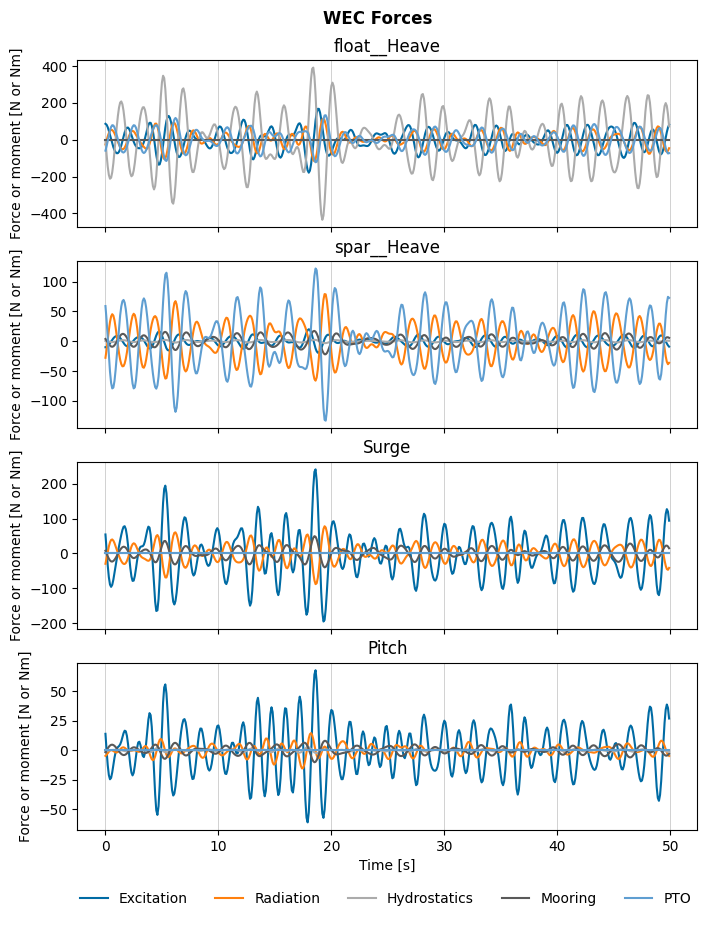 WEC Forces
float__Heave
Force or moment [N or Nm]
400
200
0
−200
−400
spar__Heave
Force or moment [N or Nm]
100
50
0
−50
−100
Surge
Force or moment [N or Nm]
200
100
0
−100
−200
Pitch
Force or moment [N or Nm]
50
25
0
−25
−50
0 10 20 30 40 50
Time [s]
Excitation Radiation Hydrostatics Mooring PTO